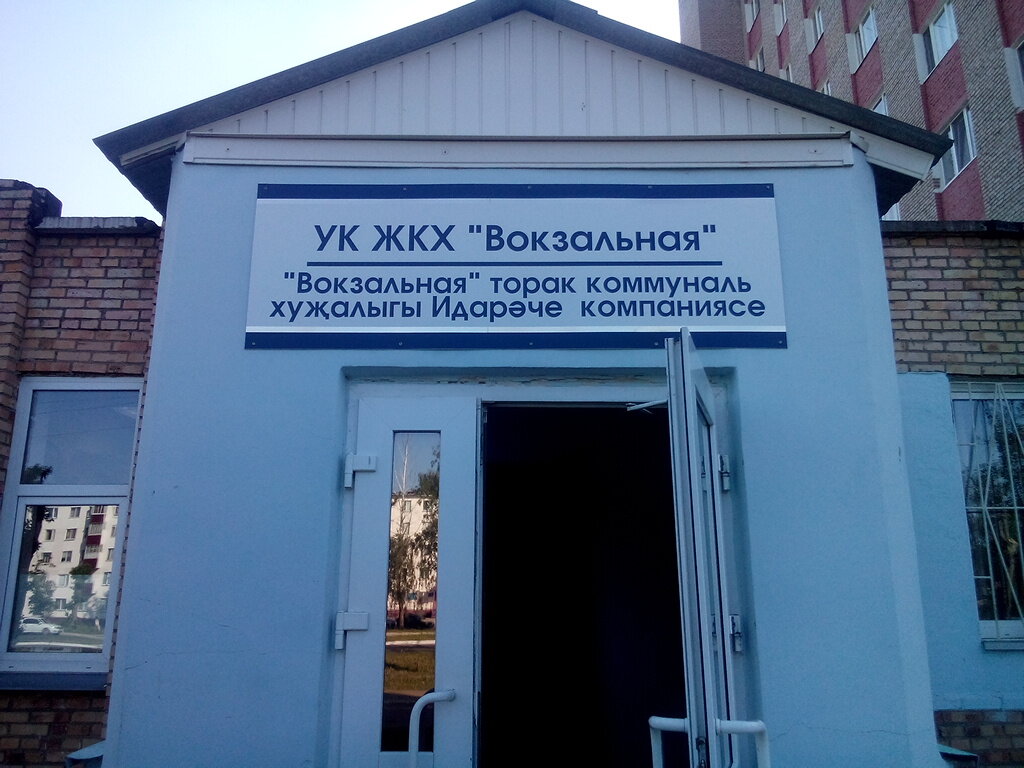 УК ЖКХ "Вокзальная"
"Вокзальная" торак коммуналь
хуҗалыгы Идарәче компаниясе